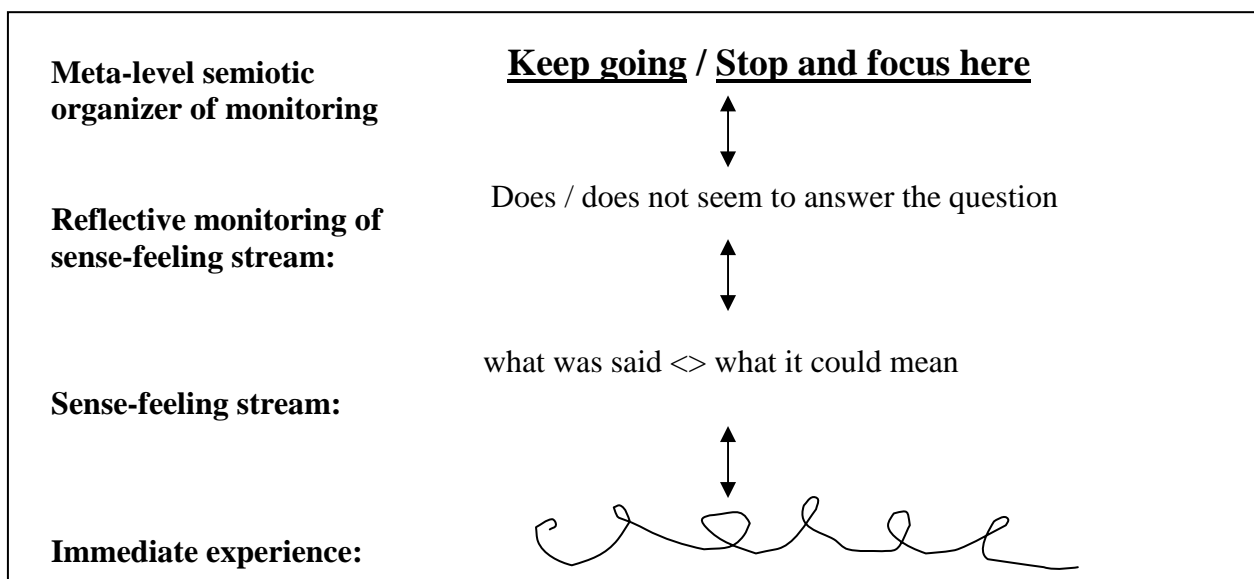 Meta-level semiotic
organizer of monitoring
Keep going / Stop and focus here
Reflective monitoring of
sense-feeling stream:
Does / does not seem to answer the question
Sense-feeling stream:
what was said <> what it could mean
Immediate experience: